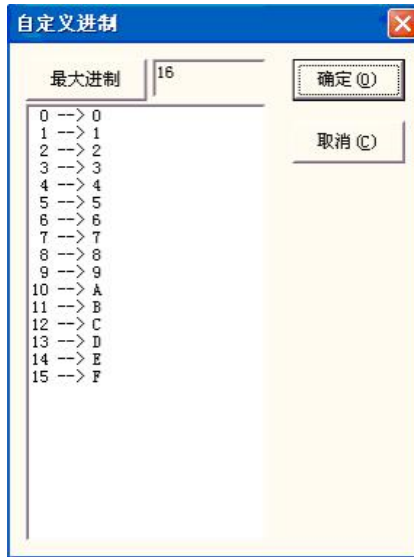 自定义进制
最大进制 16
确定(O)
0 --> 0
1 --> 1
2 --> 2
3 --> 3
4 --> 4
5 --> 5
6 --> 6
7 --> 7
8 --> 8
9 --> 9
10 --> A
11 --> B
12 --> C
13 --> D
14 --> E
15 --> F
取消(C)